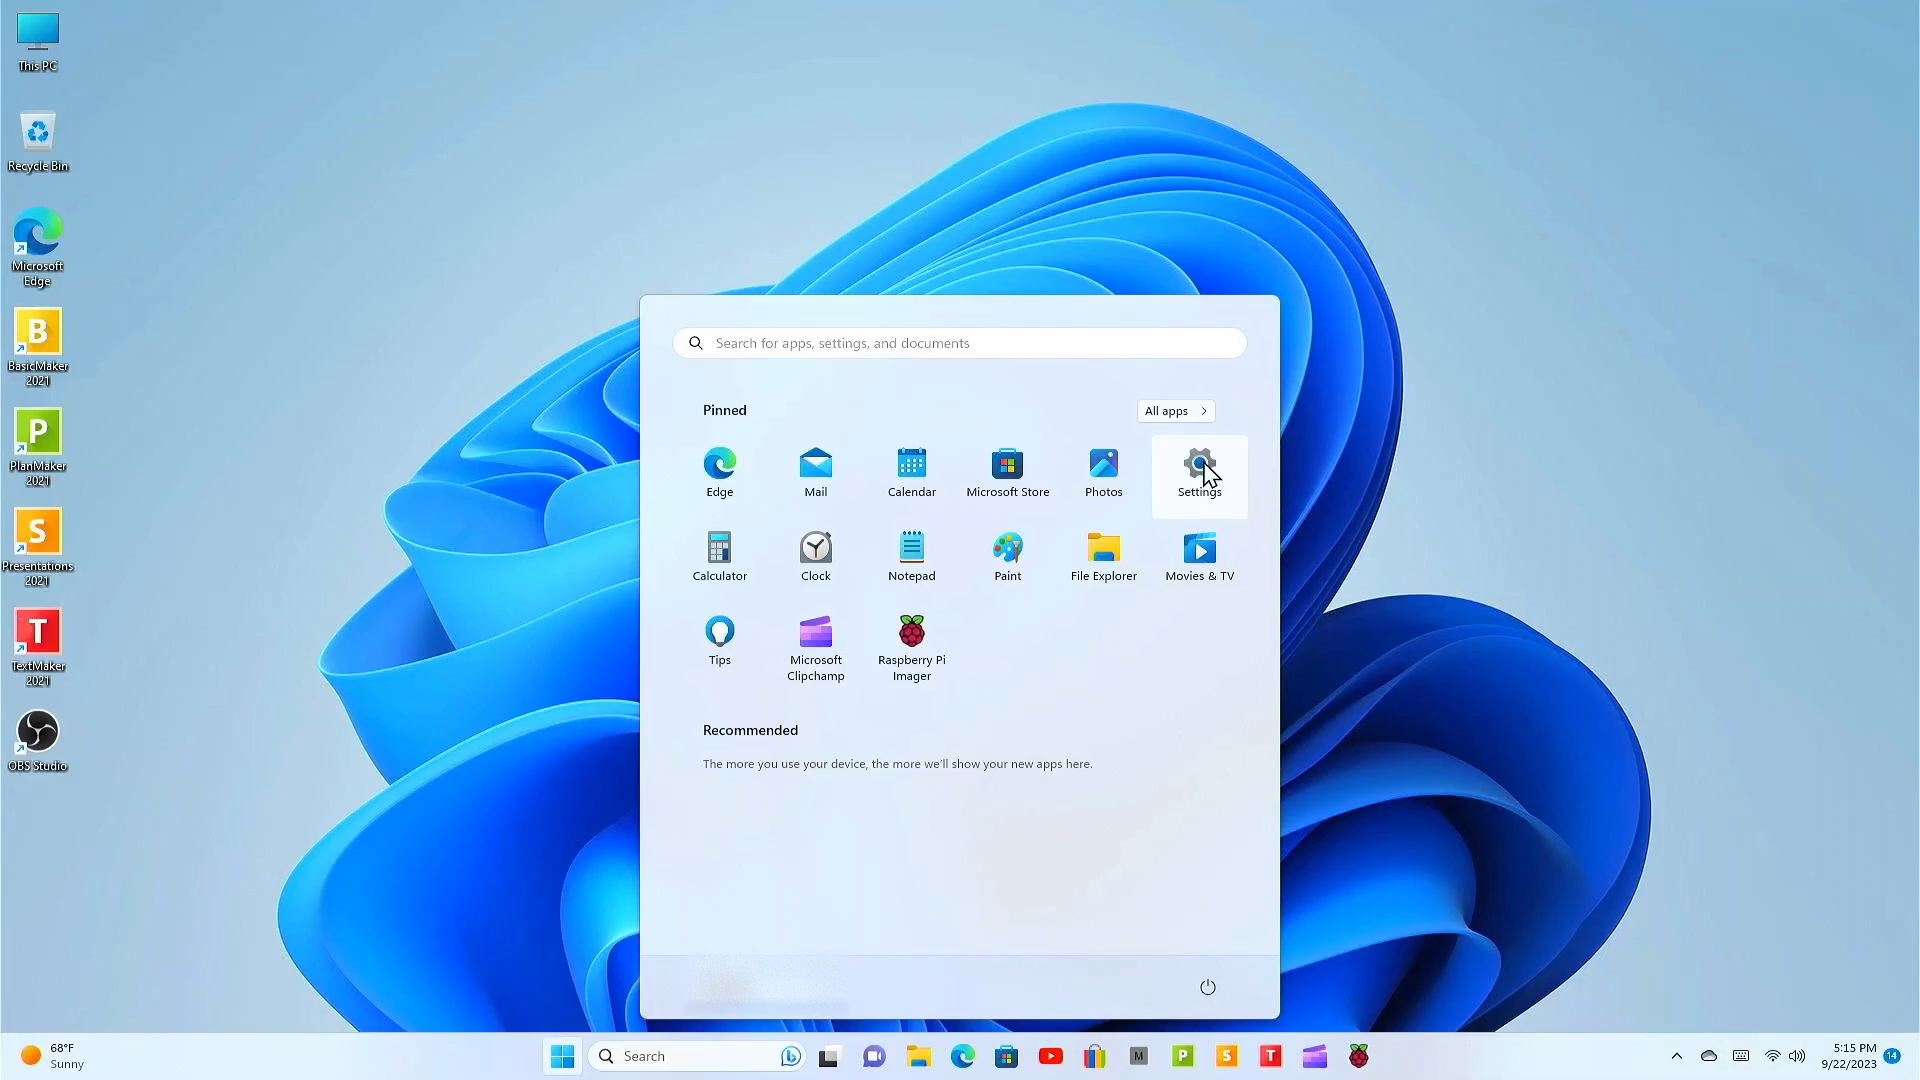 This PC
Recycle Bin
Microsoft
Edge
B
BasicMaker
2021
P
PlanMaker
2021
S
Presentations
2021
T
TextMaker
2021
OBS Studio
Search for apps, settings, and documents
Pinned
All apps
Edge
Mail
Calendar
Microsoft Store
Photos
Settings
Calculator
Clock
Notepad
Paint
File Explorer
Movies & TV
Tips
Microsoft
Clipchamp
Raspberry Pi
Imager
Recommended
The more you use your device, the more we'll show your new apps here.
68°F
Sunny
Search
M
P
S
T
5:15 PM
9/22/2023
14